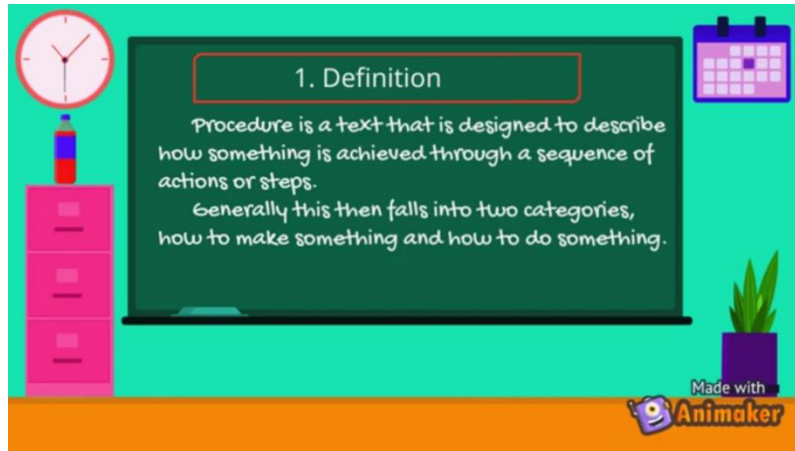 1. Definition
Procedure is a text that is designed to describe
how something is achieved through a sequence of
actions or steps.
Generally this then falls into two categories,
how to make something and how to do something.
Made with
Animaker